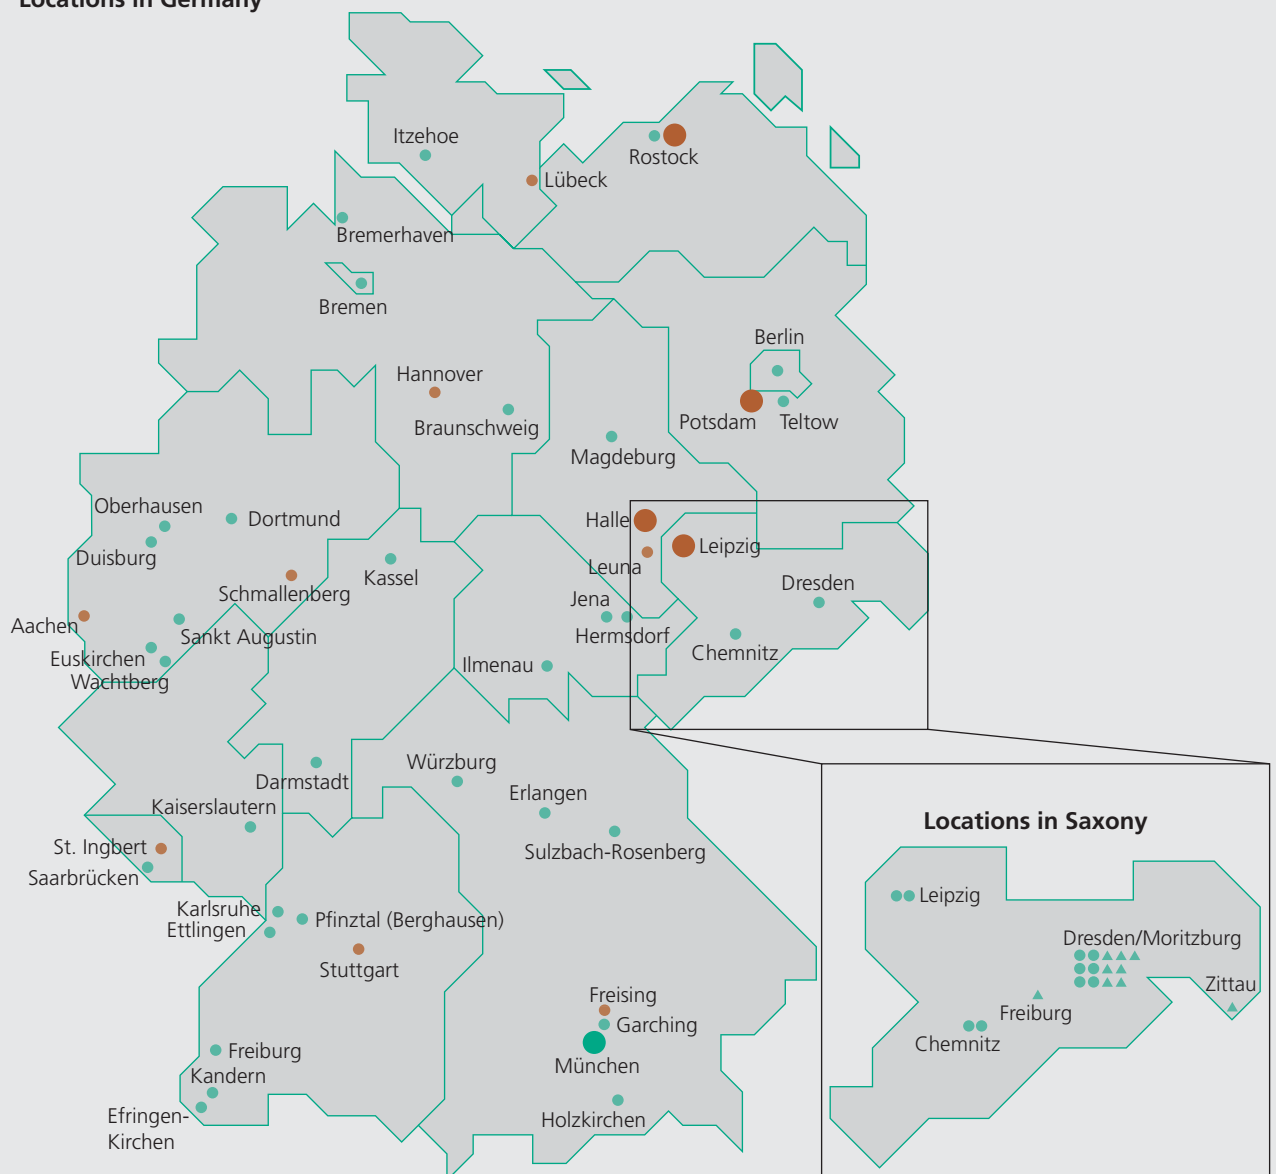 Locations in Germany
Itzehoe
Rostock
Lübeck
Bremerhaven
Bremen
Berlin
Hannover
Braunschweig
Potsdam
Teltow
Magdeburg
Oberhausen
Dortmund
Duisburg
Halle
Leipzig
Leuna
Kassel
Schmallenberg
Dresden
Jena
Aachen
Sankt Augustin
Hermsdorf
Euskirchen
Chemnitz
Wachtberg
Ilmenau
Würzburg
Darmstadt
Erlangen
Kaiserslautern
St. Ingbert
Sulzbach-Rosenberg
Saarbrücken
Karlsruhe
Pfinztal (Berghausen)
Ettlingen
Stuttgart
Freising
Garching
Freiburg
München
Kandern
Efringen-
Kirchen
Holzkirchen
Locations in Saxony
Leipzig
Dresden/Moritzburg
Zittau
Freiburg
Chemnitz